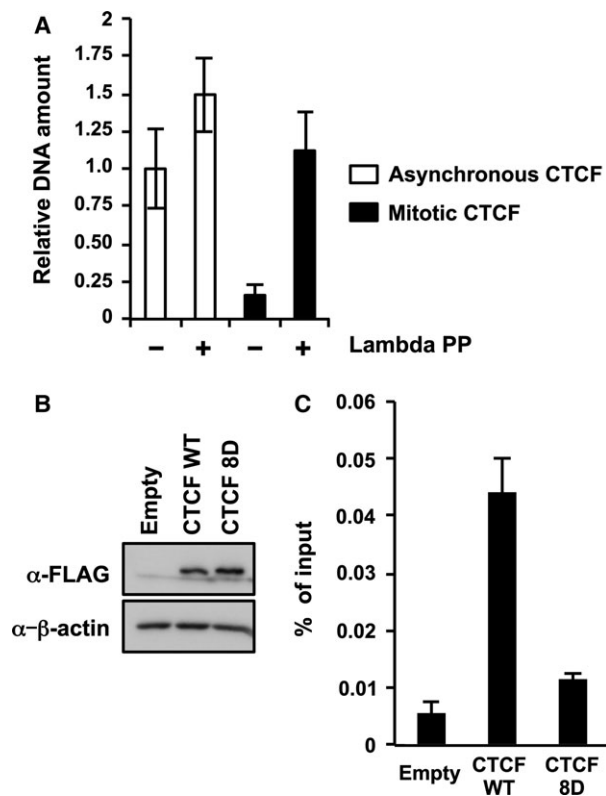 A
Relative DNA amount
2
1.5
1.25
1.0
0.75
0.50
0.25
0
− + − + Lambda PP
Asynchronous CTCF
Mitotic CTCF
B
Empty
CTCF WT
CTCF 8D
α-FLAG
α−β-actin
C
% of input
0.06
0.05
0.04
0.03
0.02
0.01
0
Empty
CTCF
WT
CTCF
8D